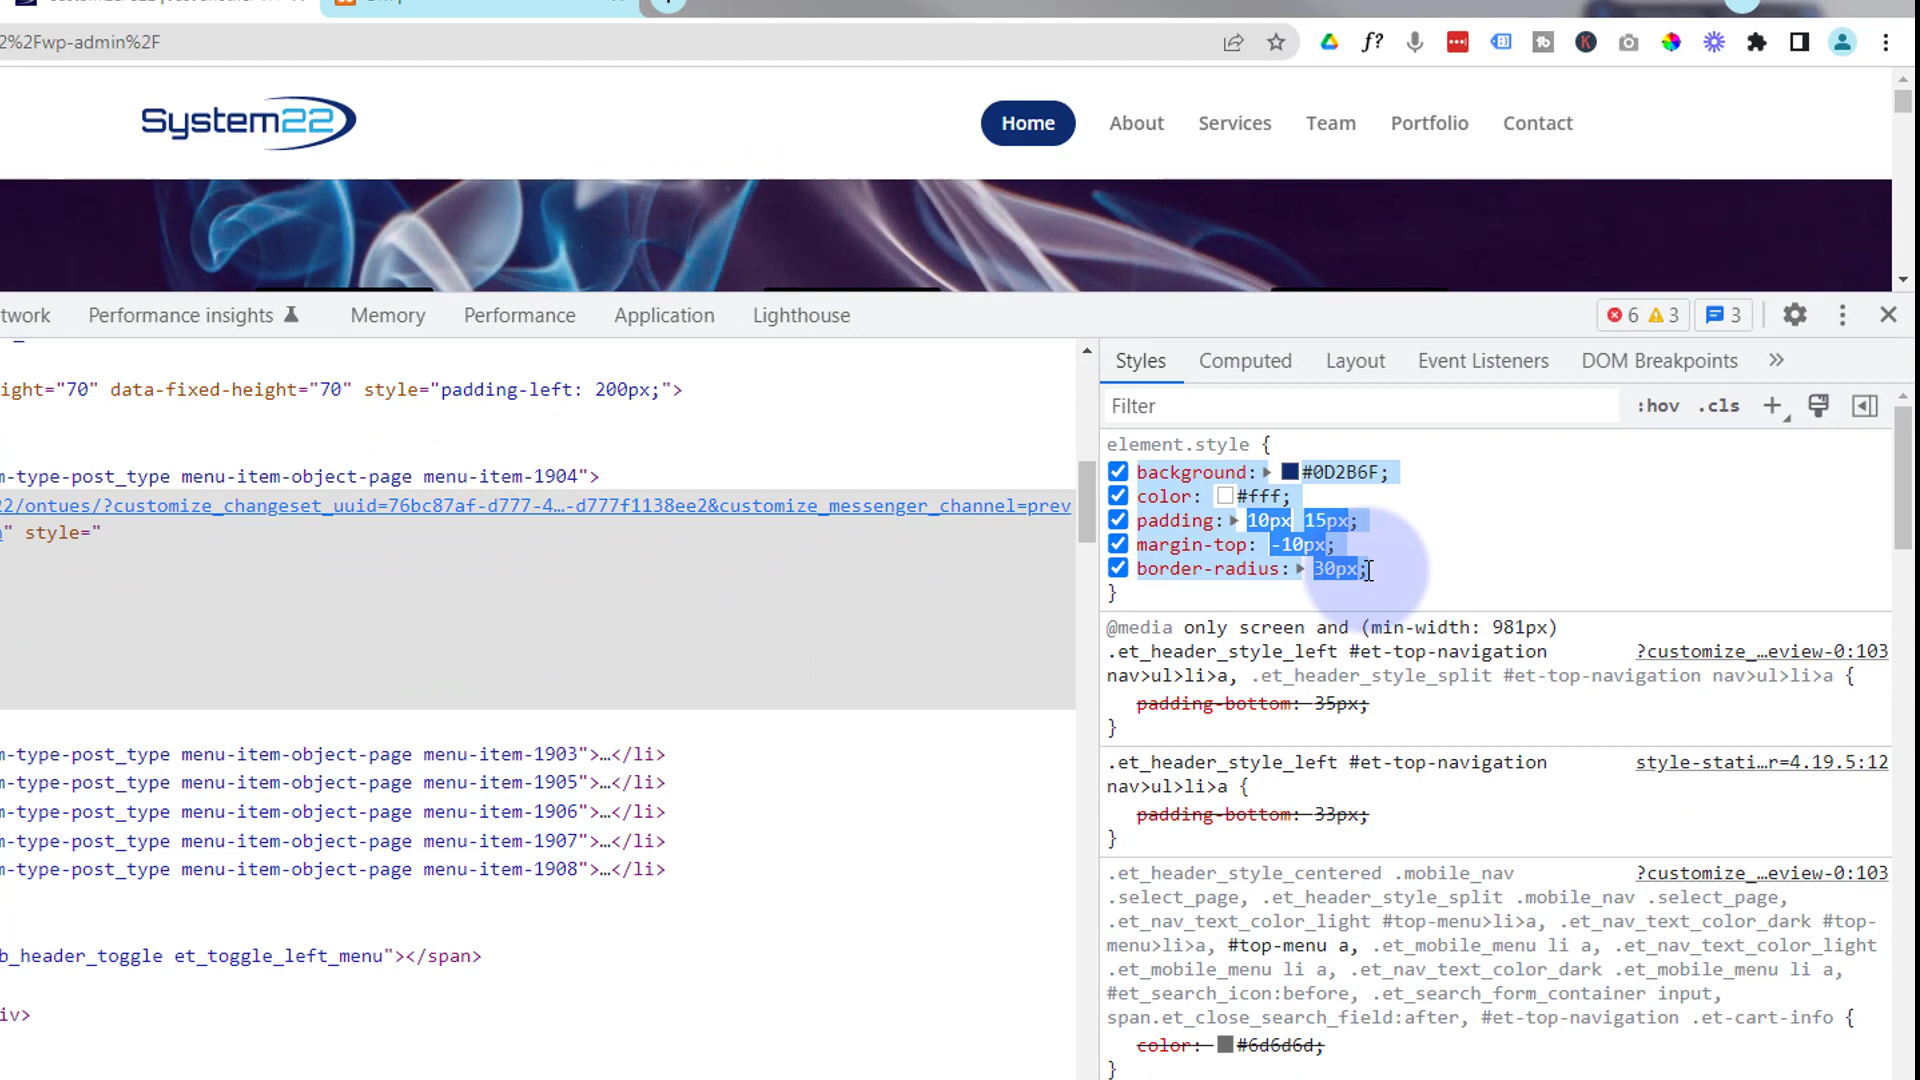 2%2Fwp-admin%2F
System22
Home About Services Team Portfolio Contact
twork Performance insights Memory Performance Application Lighthouse
6 3 3
Styles Computed Layout Event Listeners DOM Breakpoints
Filter :hov .cls
eight="70" data-fixed-height="70" style="padding-left: 200px;">
m-type-post_type menu-item-object-page menu-item-1904">
22/ontues/?customize_changeset_uuid=76bc87af-d777-4…-d777f1138ee2&customize_messenger_channel=prev
" style="
m-type-post_type menu-item-object-page menu-item-1903">…</li>
m-type-post_type menu-item-object-page menu-item-1905">…</li>
m-type-post_type menu-item-object-page menu-item-1906">…</li>
m-type-post_type menu-item-object-page menu-item-1907">…</li>
m-type-post_type menu-item-object-page menu-item-1908">…</li>
b_header_toggle et_toggle_left_menu"></span>
iv>
element.style {
background: #0D2B6F;
color: #fff;
padding: 10px 15px;
margin-top: -10px;
border-radius: 30px;
}
@media only screen and (min-width: 981px)
.et_header_style_left #et-top-navigation ?customize_…eview-0:103
nav>ul>li>a, .et_header_style_split #et-top-navigation nav>ul>li>a {
padding-bottom: 35px;
}
.et_header_style_left #et-top-navigation style-stati…r=4.19.5:12
nav>ul>li>a {
padding-bottom: 33px;
}
.et_header_style_centered .mobile_nav ?customize_…eview-0:103
.select_page, .et_header_style_split .mobile_nav .select_page,
.et_nav_text_color_light #top-menu>li>a, .et_nav_text_color_dark #top-
menu>li>a, #top-menu a, .et_mobile_menu li a, .et_nav_text_color_light
.et_mobile_menu li a, .et_nav_text_color_dark .et_mobile_menu li a,
#et_search_icon:before, .et_search_form_container input,
span.et_close_search_field:after, #et-top-navigation .et-cart-info {
color: #6d6d6d;
}